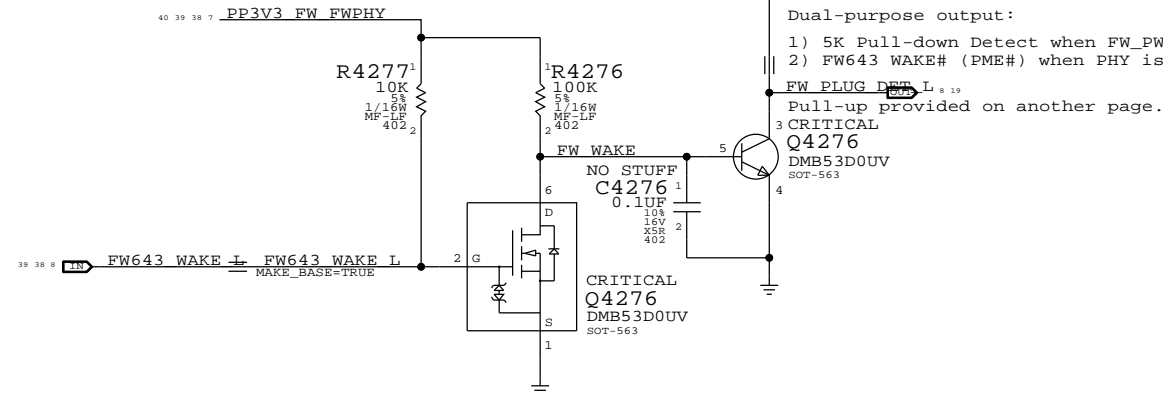 40 39 38 7 PP3V3_FW_FWPHY
Dual-purpose output:
1) 5K Pull-down Detect when FW_PW
2) FW643 WAKE# (PME#) when PHY is
R4277 1
10K
5%
1/16W
MF-LF
402 2
1 R4276
100K
5%
1/16W
MF-LF
2 402
FW_PLUG_DET_L OUT 8 19
Pull-up provided on another page.
FW_WAKE
5
3 CRITICAL
Q4276
DMB53D0UV
SOT-563
4
NO STUFF
C4276 1
0.1UF
10%
16V
X5R
402
2
6
D
39 38 8 IN FW643_WAKE_L FW643_WAKE_L
MAKE_BASE=TRUE
2 G
CRITICAL
Q4276
DMB53D0UV
SOT-563
S
1